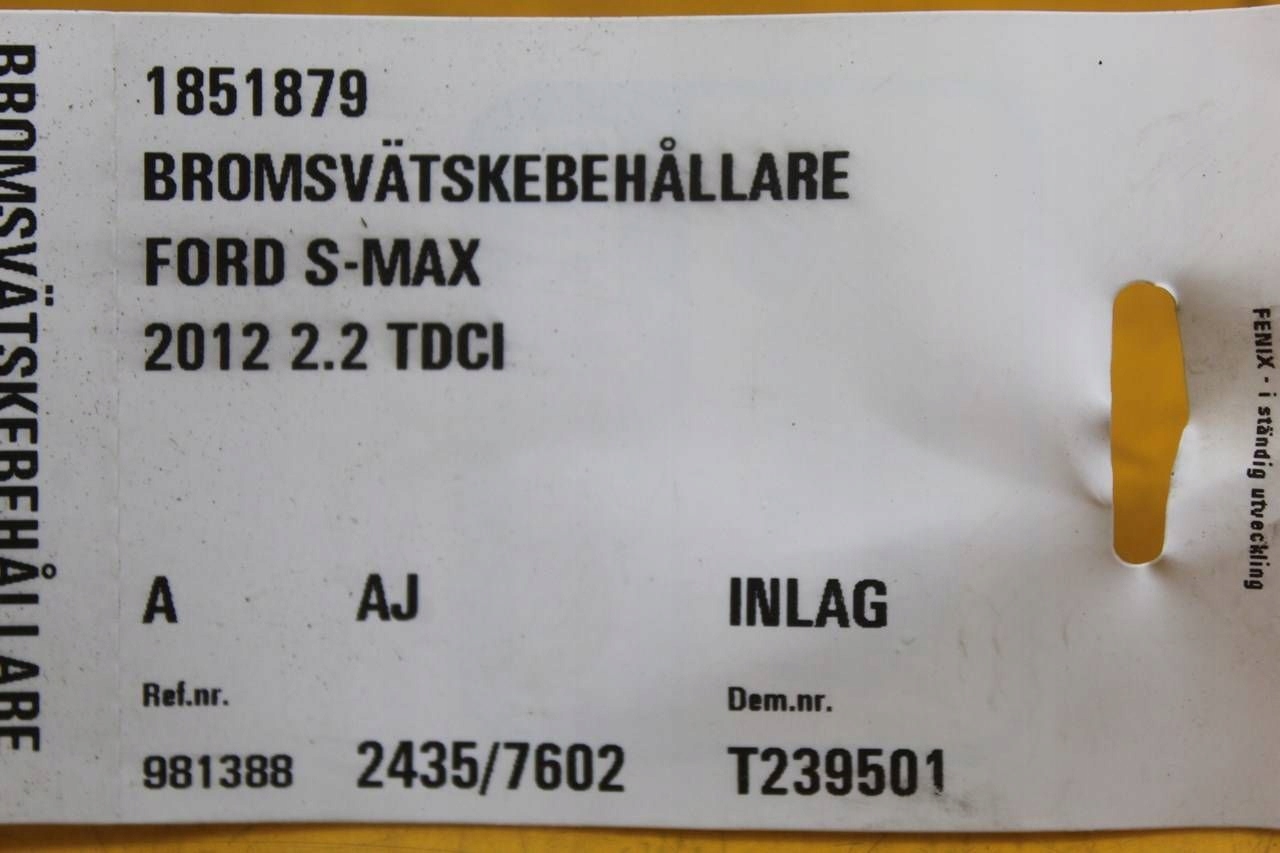 BROMSVÄTSKEBEHÅLLARE
1851879
BROMSVÄTSKEBEHÅLLARE
FORD S-MAX
2012 2.2 TDCI
A AJ INLAG
Ref.nr. Dem.nr.
981388 2435/7602 T239501
FENIX - i ständig utveckling